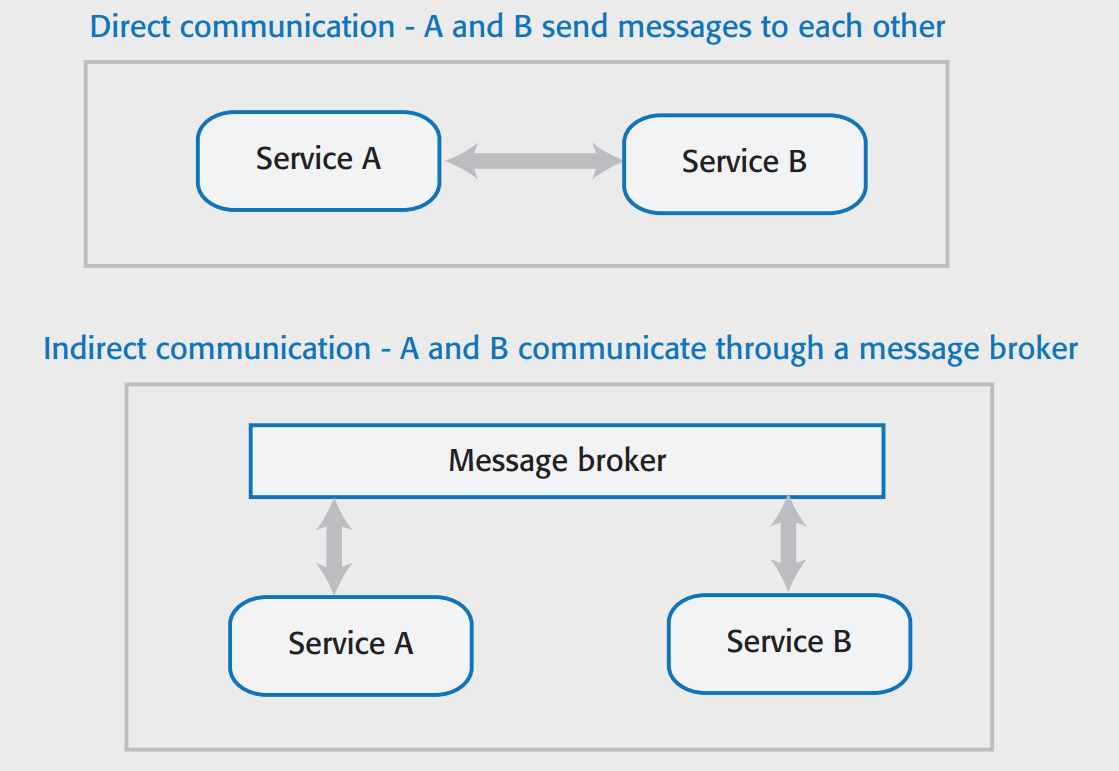 Direct communication - A and B send messages to each other
Service A
Service B
Indirect communication - A and B communicate through a message broker
Message broker
Service A
Service B